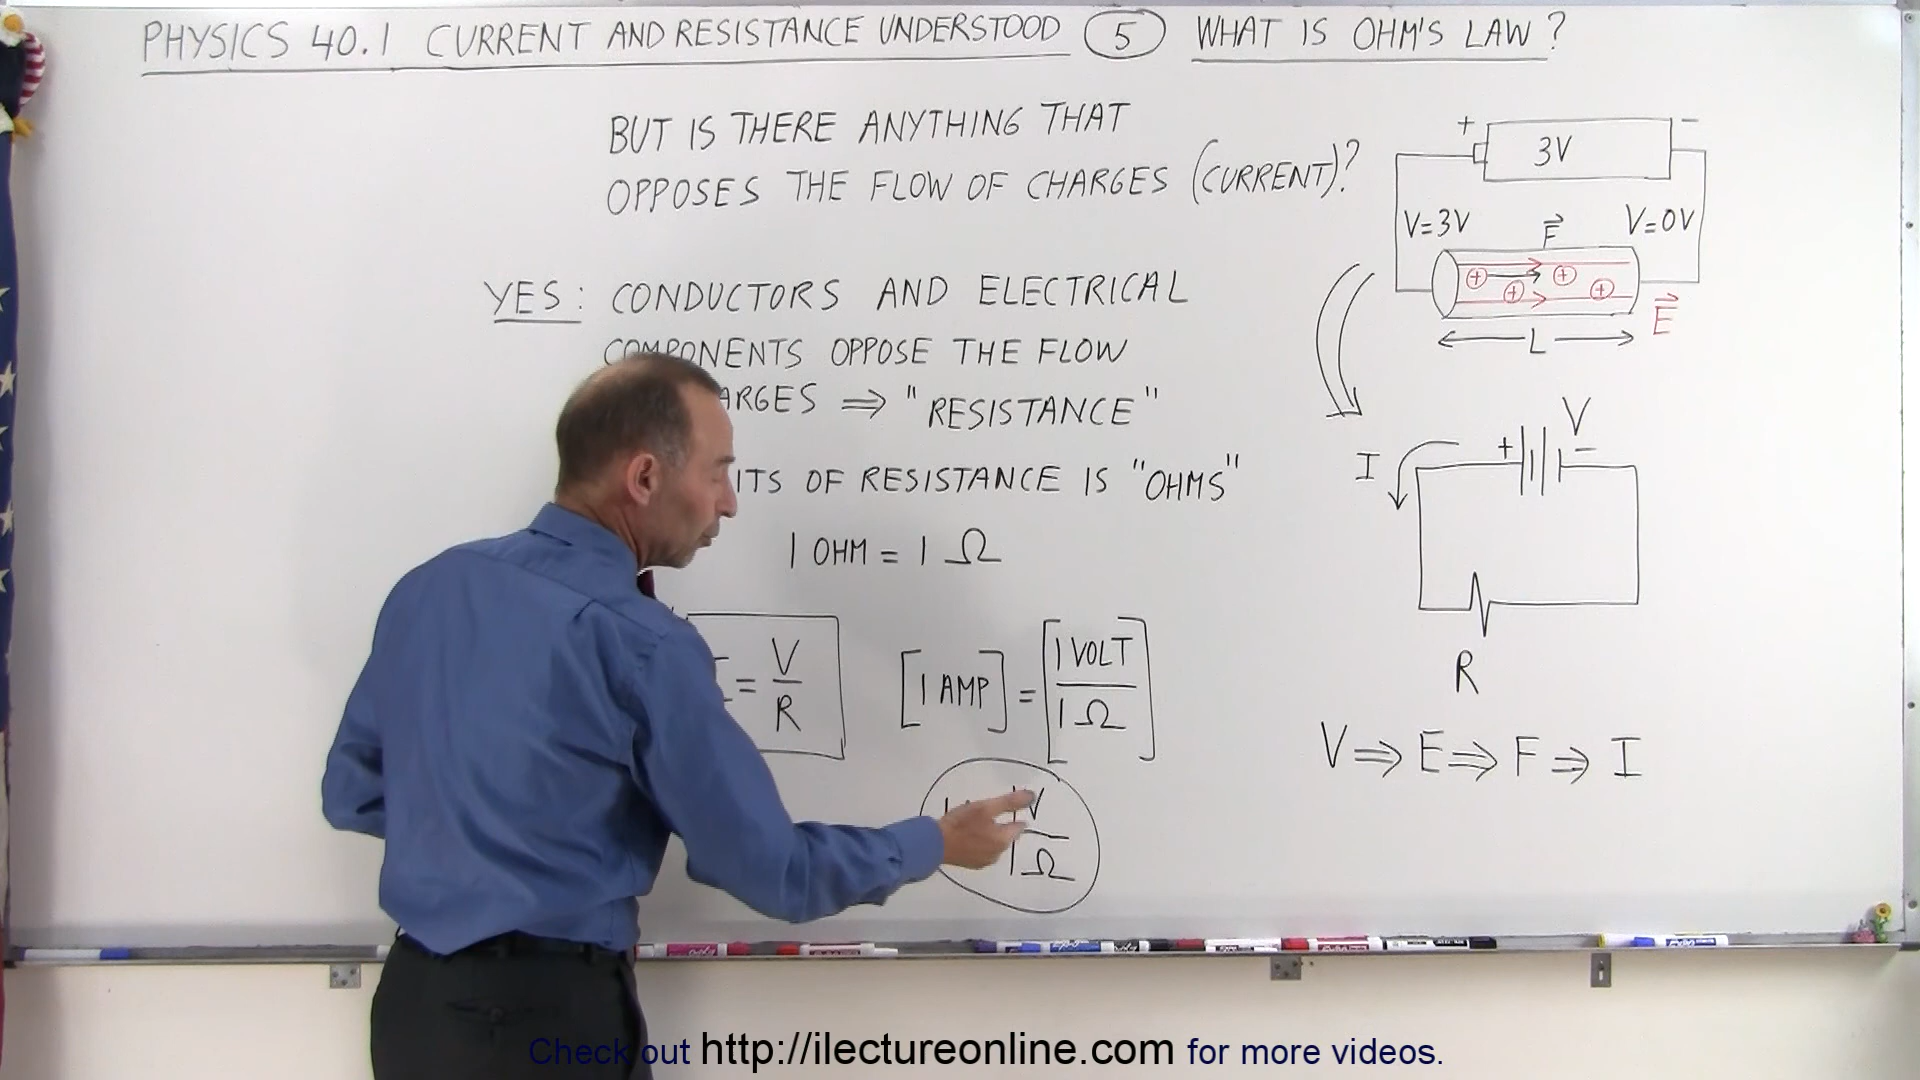 PHYSICS 40.1 CURRENT AND RESISTANCE UNDERSTOOD 5 WHAT IS OHM'S LAW?
BUT IS THERE ANYTHING THAT
OPPOSES THE FLOW OF CHARGES (CURRENT)?
YES: CONDUCTORS AND ELECTRICAL
COMPONENTS OPPOSE THE FLOW
ARGES ⇒ "RESISTANCE"
ITS OF RESISTANCE IS "OHMS"
1 OHM = 1 Ω
I = V/R
[1 AMP] = [1 VOLT / 1 Ω]
1V / 1Ω
+ 3V -
V=3V F V=0V
+ + + +
E
L
V
I + -
R
V ⇒ E ⇒ F ⇒ I
Check out http://ilectureonline.com for more videos.